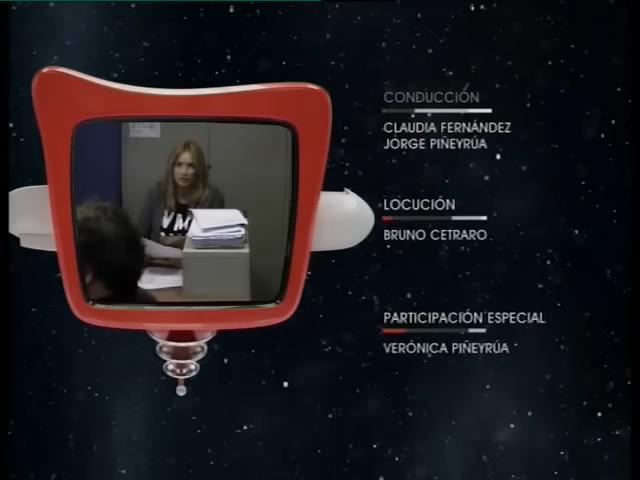 CONDUCCIÓN
CLAUDIA FERNÁNDEZ
JORGE PIÑEYRÚA
LOCUCIÓN
BRUNO CETRARO
PARTICIPACIÓN ESPECIAL
VERÓNICA PIÑEYRÚA